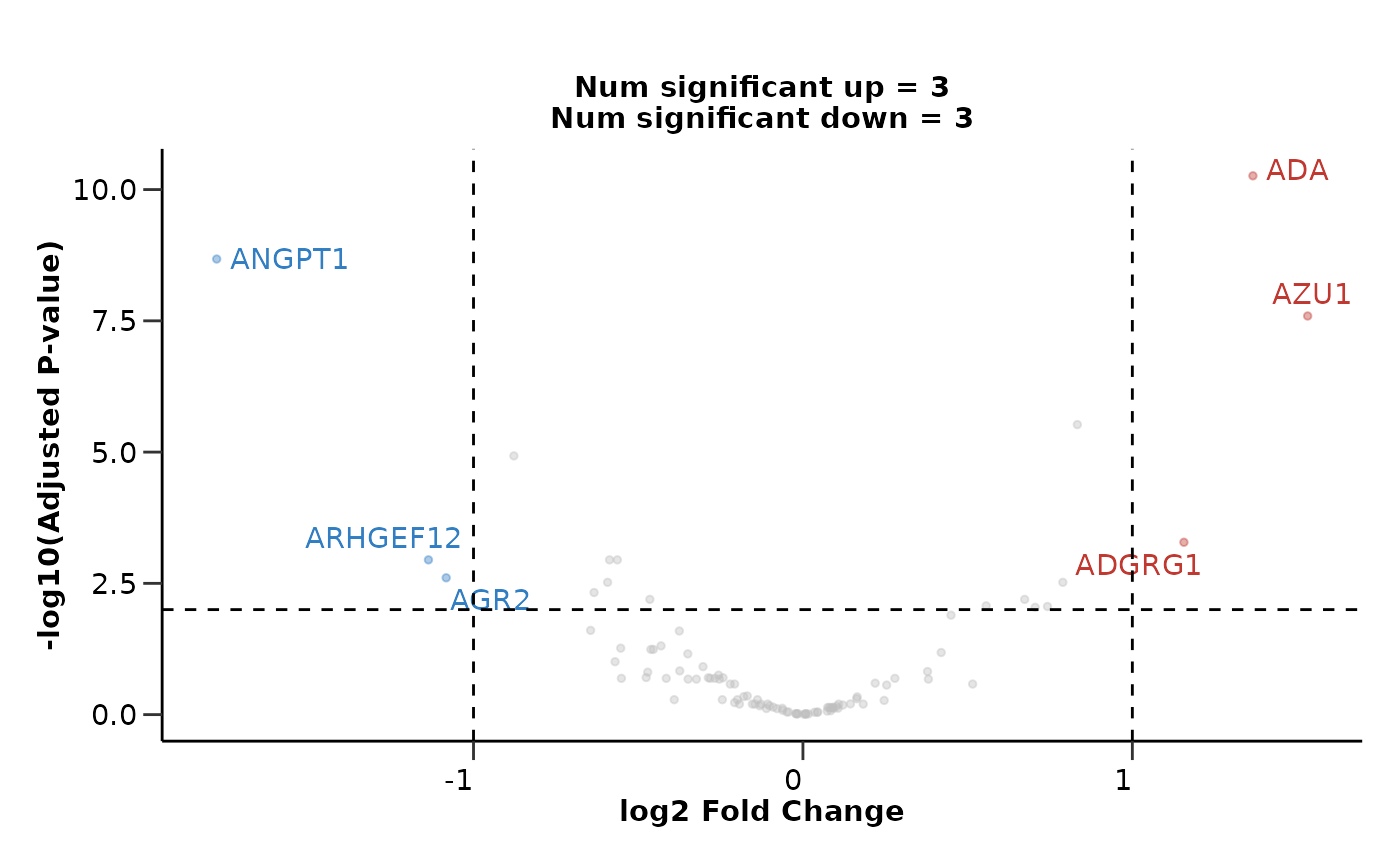 Num significant up = 3
Num significant down = 3
-log10(Adjusted P-value)
10.0
7.5
5.0
2.5
0.0
ADA
ANGPT1
AZU1
ARHGEF12
ADGRG1
AGR2
-1
0
1
log2 Fold Change